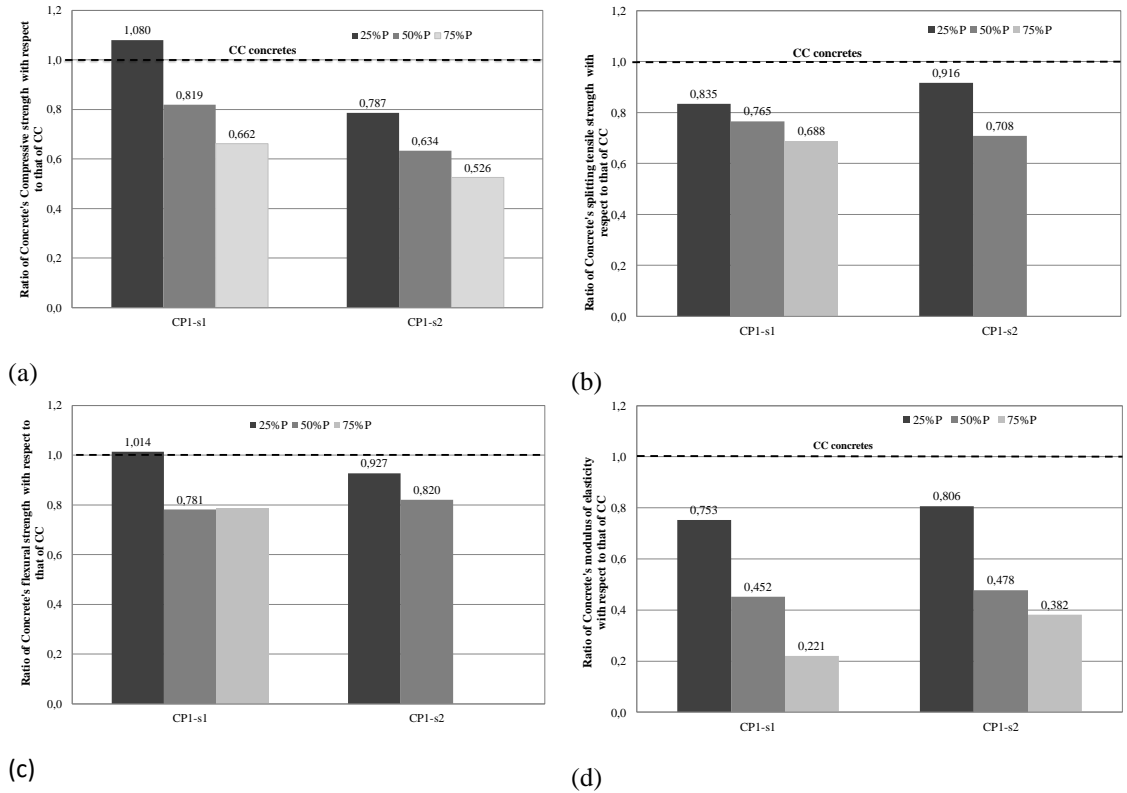 Ratio of Concrete's Compressive strength with respect
to that of CC
1,2
1,0
0,8
0,6
0,4
0,2
0,0
25%P 50%P 75%P
CC concretes
1,080
0,819
0,662
0,787
0,634
0,526
CP1-s1 CP1-s2
(a)
Ratio of Concrete's splitting tensile strength with
respect to that of CC
1,2
1,0
0,8
0,6
0,4
0,2
0,0
25%P 50%P 75%P
CC concretes
0,835
0,765
0,688
0,916
0,708
CP1-s1 CP1-s2
(b)
Ratio of Concrete's flexural strength with respect to
that of CC
1,2
1,0
0,8
0,6
0,4
0,2
0,0
25%P 50%P 75%P
1,014
0,781
0,927
0,820
CP1-s1 CP1-s2
(c)
Ratio of Concrete's modulus of elasticity
with respect to that of CC
1,2
1,0
0,8
0,6
0,4
0,2
0,0
25%P 50%P 75%P
CC concretes
0,753
0,452
0,221
0,806
0,478
0,382
CP1-s1 CP1-s2
(d)